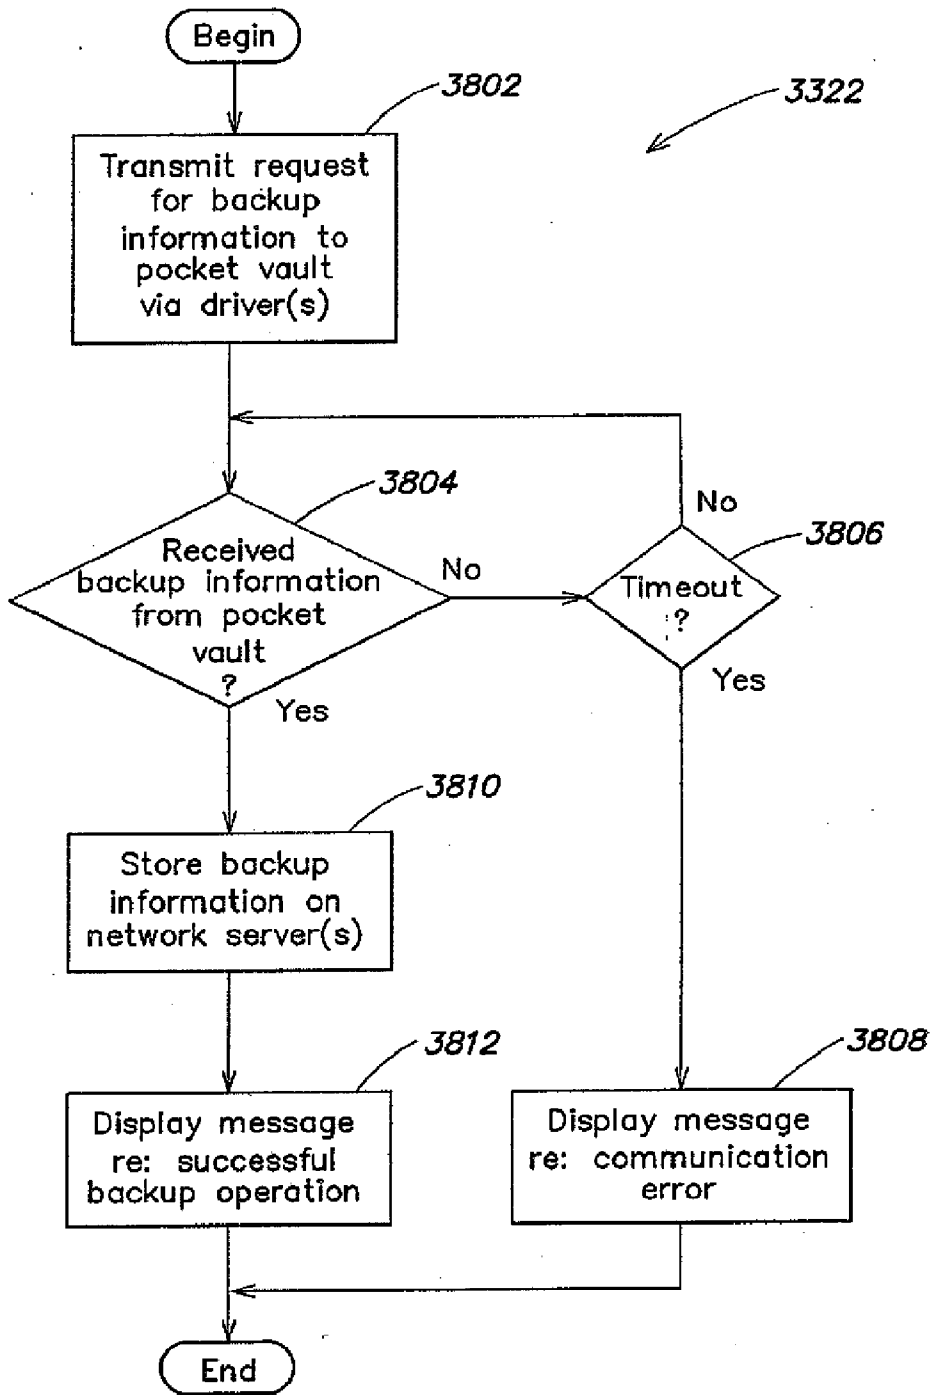 Begin
3802
3322
Transmit request
for backup
information to
pocket vault
via driver(s)
3804
No
3806
Received
backup information
from pocket
vault
?
No
Timeout
?
Yes
Yes
3810
Store backup
information on
network server(s)
3812
3808
Display message
re: successful
backup operation
Display message
re: communication
error
End